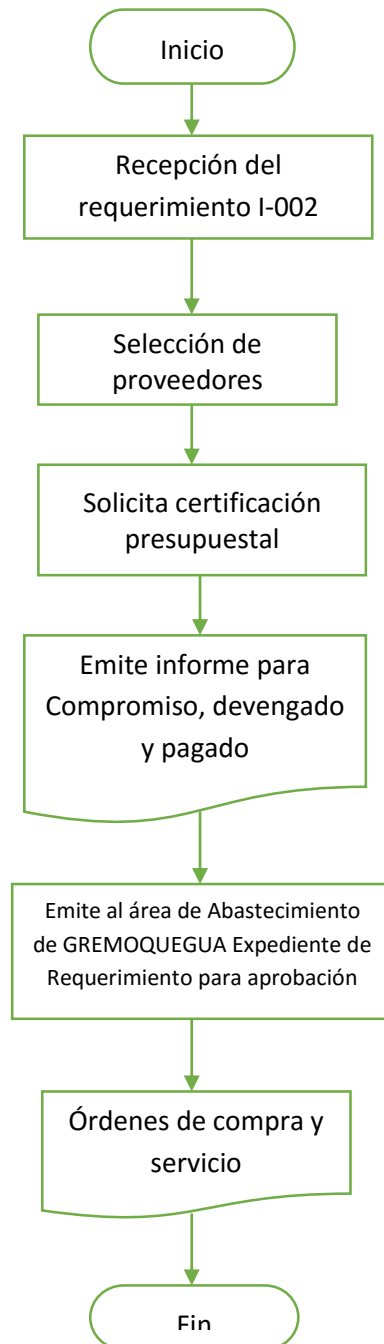 Inicio
Recepción del
requerimiento I-002
Selección de
proveedores
Solicita certificación
presupuestal
Emite informe para
Compromiso, devengado
y pagado
Emite al área de Abastecimiento
de GREMOQUEGUA Expediente de
Requerimiento para aprobación
Órdenes de compra y
servicio
Fin